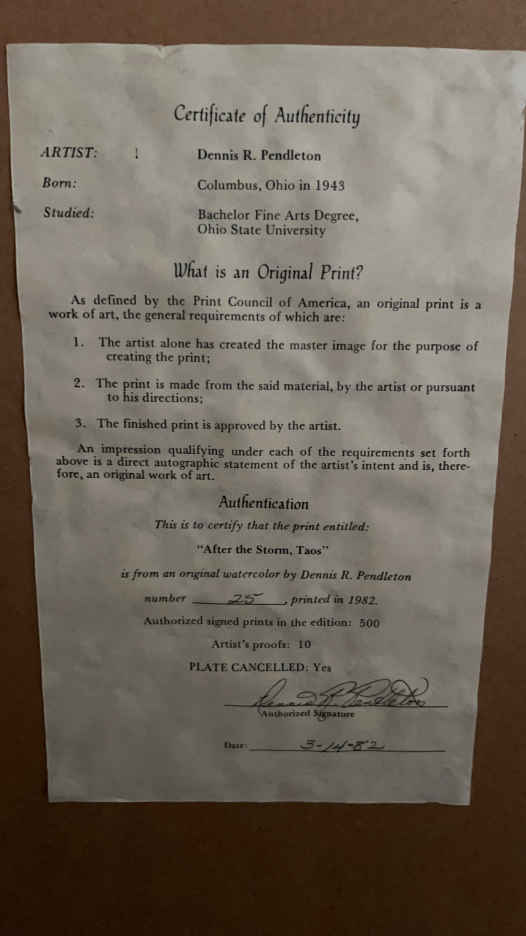 Certificate of Authenticity
ARTIST: Dennis R. Pendleton
Born: Columbus, Ohio in 1943
Studied: Bachelor Fine Arts Degree,
Ohio State University
What is an Original Print?
As defined by the Print Council of America, an original print is a
work of art, the general requirements of which are:
1. The artist alone has created the master image for the purpose of
creating the print;
2. The print is made from the said material, by the artist or pursuant
to his directions;
3. The finished print is approved by the artist.
An impression qualifying under each of the requirements set forth
above is a direct autographic statement of the artist's intent and is, there-
fore, an original work of art.
Authentication
This is to certify that the print entitled:
"After the Storm, Taos"
is from an original watercolor by Dennis R. Pendleton
number 25, printed in 1982.
Authorized signed prints in the edition: 500
Artist's proofs: 10
PLATE CANCELLED: Yes
Dennis R. Pendleton
Authorized Signature
Date: 3-14-82